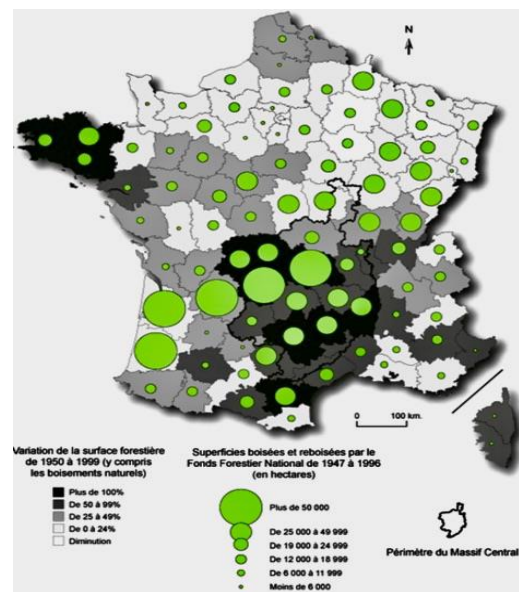 N
0 100 km.
Variation de la surface forestière
de 1950 à 1999 (y compris
les boisements naturels)
Plus de 100%
De 50 à 99%
De 25 à 49%
De 0 à 24%
Diminution
Superficies boisées et reboisées par le
Fonds Forestier National de 1947 à 1996
(en hectares)
Plus de 50 000
De 25 000 à 49 999
De 19 000 à 24 999
De 12 000 à 18 999
De 6 000 à 11 999
Moins de 6 000
Périmètre du Massif Central